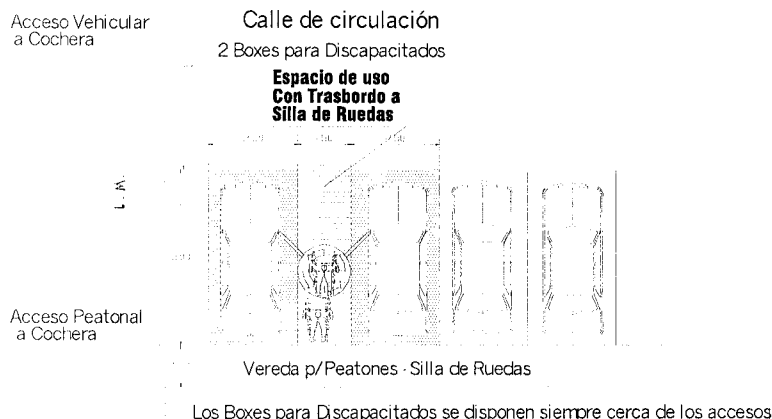 Acceso Vehicular
a Cochera
Calle de circulación
2 Boxes para Discapacitados
Espacio de uso
Con Trasbordo a
Silla de Ruedas
Acceso Peatonal
a Cochera
Vereda p/Peatones - Silla de Ruedas
Los Boxes para Discapacitados se disponen siempre cerca de los accesos